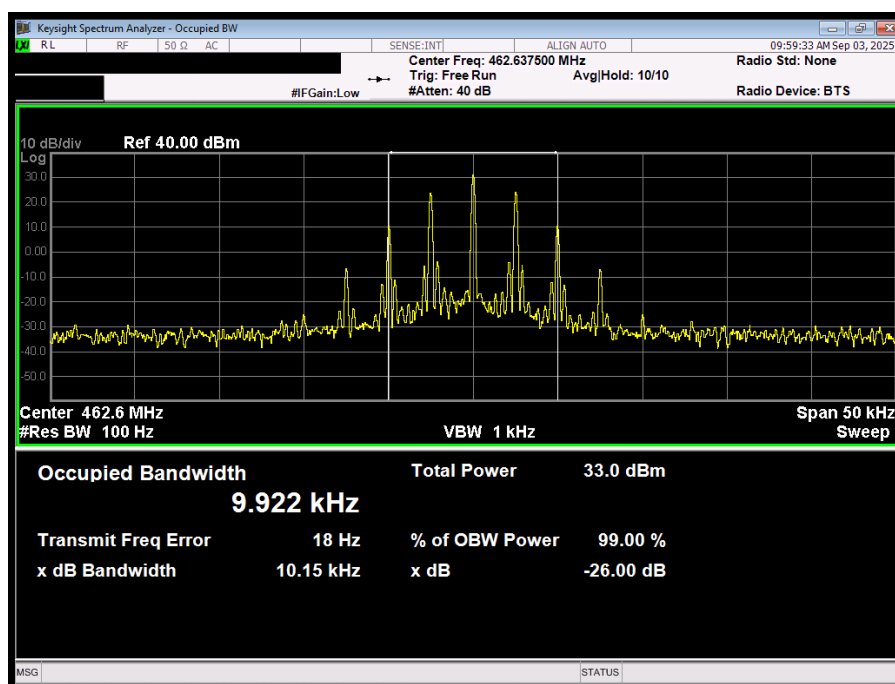 Keysight Spectrum Analyzer - Occupied BW
LXI RL RF 50 Ω AC SENSE:INT ALIGN AUTO 09:59:33 AM Sep 03, 2025
Center Freq: 462.637500 MHz Radio Std: None
Trig: Free Run Avg|Hold: 10/10
#IFGain:Low #Atten: 40 dB Radio Device: BTS
10 dB/div Ref 40.00 dBm
Log
30.0
20.0
10.0
0.00
-10.0
-20.0
-30.0
-40.0
-50.0
Center 462.6 MHz Span 50 kHz
#Res BW 100 Hz VBW 1 kHz Sweep
Occupied Bandwidth Total Power 33.0 dBm
9.922 kHz
Transmit Freq Error 18 Hz % of OBW Power 99.00 %
x dB Bandwidth 10.15 kHz x dB -26.00 dB
MSG STATUS